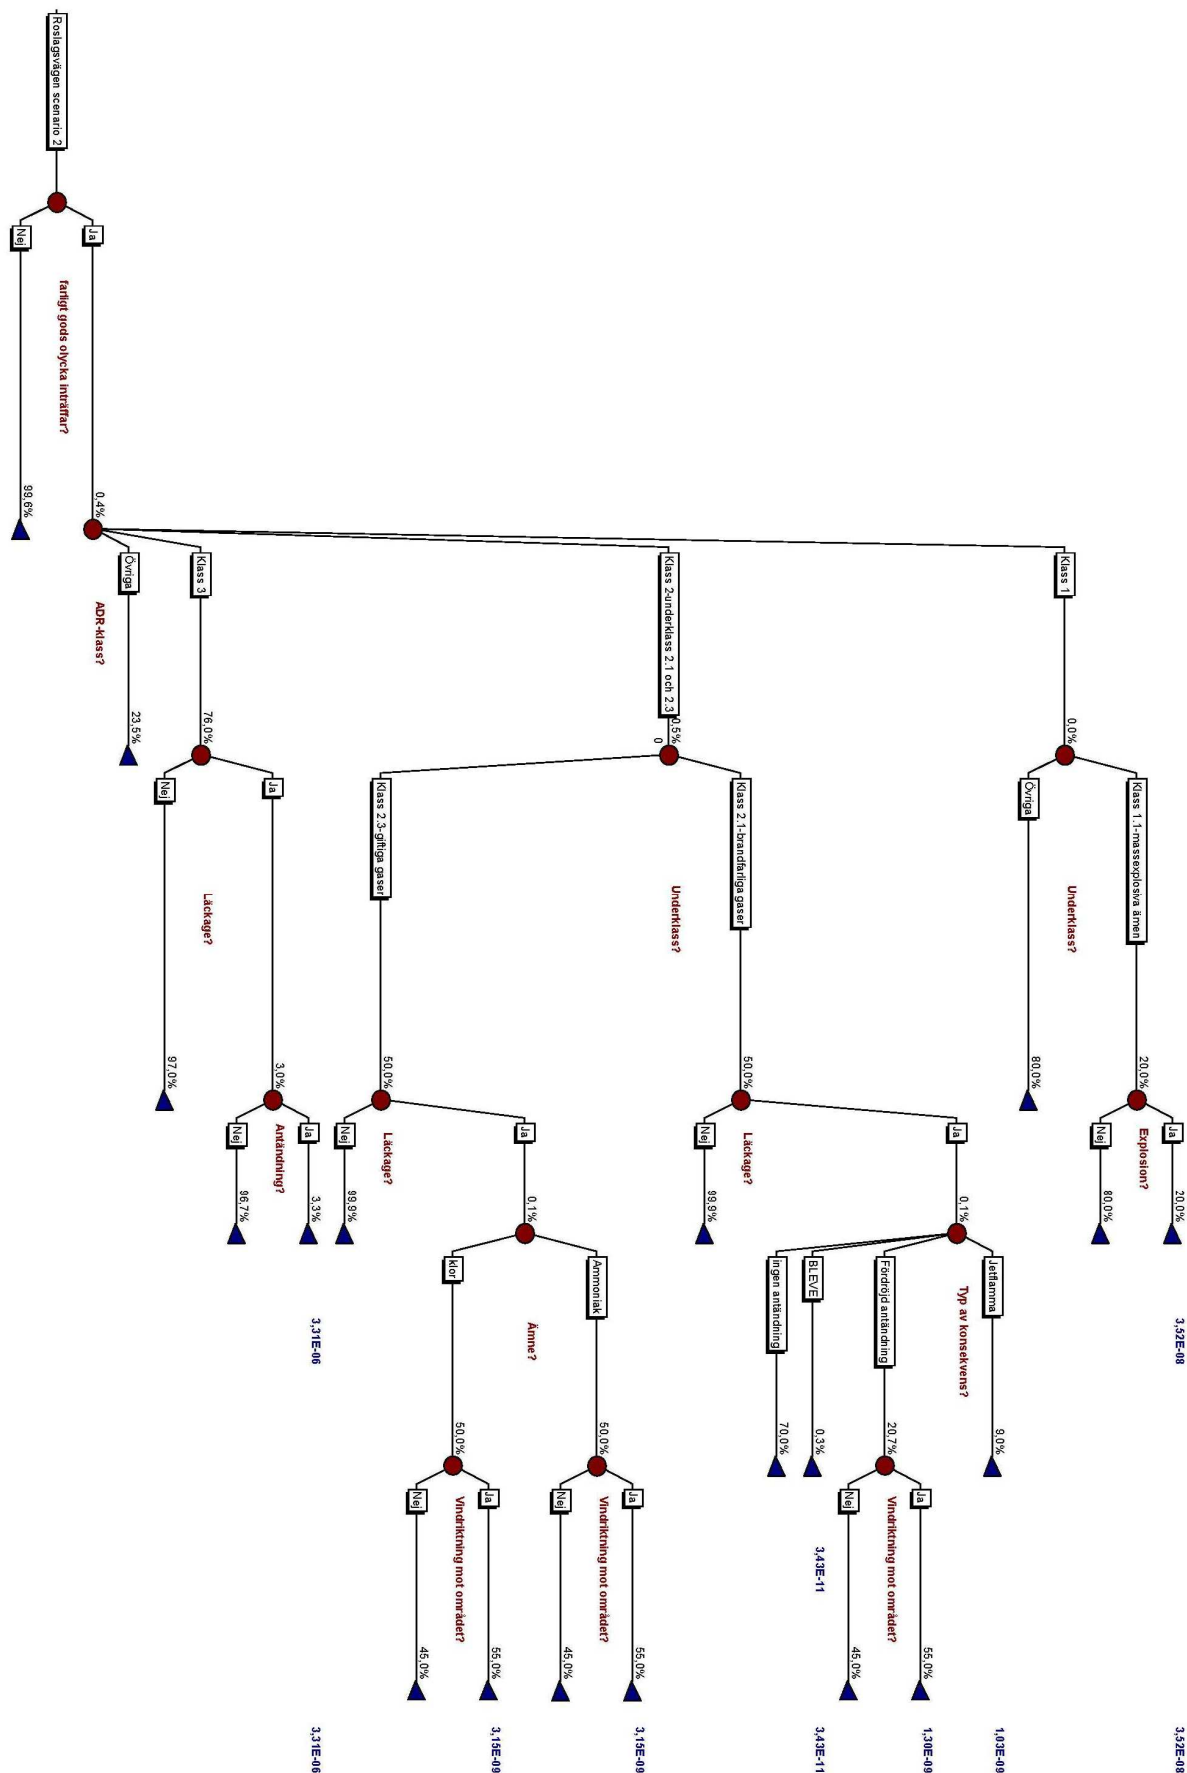 Ja 20,0% 3,52E-08 3,52E-08
Klass 1.1-massexplosiva ämen 20,0% Explosion?
Nej 80,0%
Klass 1 0,0% Underklass?
Övriga 80,0%
Jetflamma 9,0% 1,03E-09
Ja 0,1% Typ av konsekvens?
Ja 55,0% 1,30E-09
Fördröjd antändning 20,7% Vindriktning mot området?
Nej 45,0%
BLEVE 0,3% 3,43E-11 3,43E-11
ingen antändning 70,0%
Klass 2.1-brandfarliga gaser 50,0% Läckage?
Nej 99,9%
Klass 2-underklass 2.1 och 2.3 0,5% Underklass?
0
Ja 55,0% 3,15E-09
Ammoniak 50,0% Vindriktning mot området?
Nej 45,0%
Ja 0,1% Ämne?
Ja 55,0% 3,15E-09
klor 50,0% Vindriktning mot området?
Nej 45,0%
Klass 2.3-giftiga gaser 50,0% Läckage?
Nej 99,9%
Ja 3,3% 3,31E-06 3,31E-06
Ja 3,0% Antändning?
Nej 96,7%
Klass 3 76,0% Läckage?
Nej 97,0%
Övriga 23,5%
Ja 0,4% ADR-klass?
Roslagsvägen scenario 2 farligt gods olycka inträffar?
Nej 99,6%